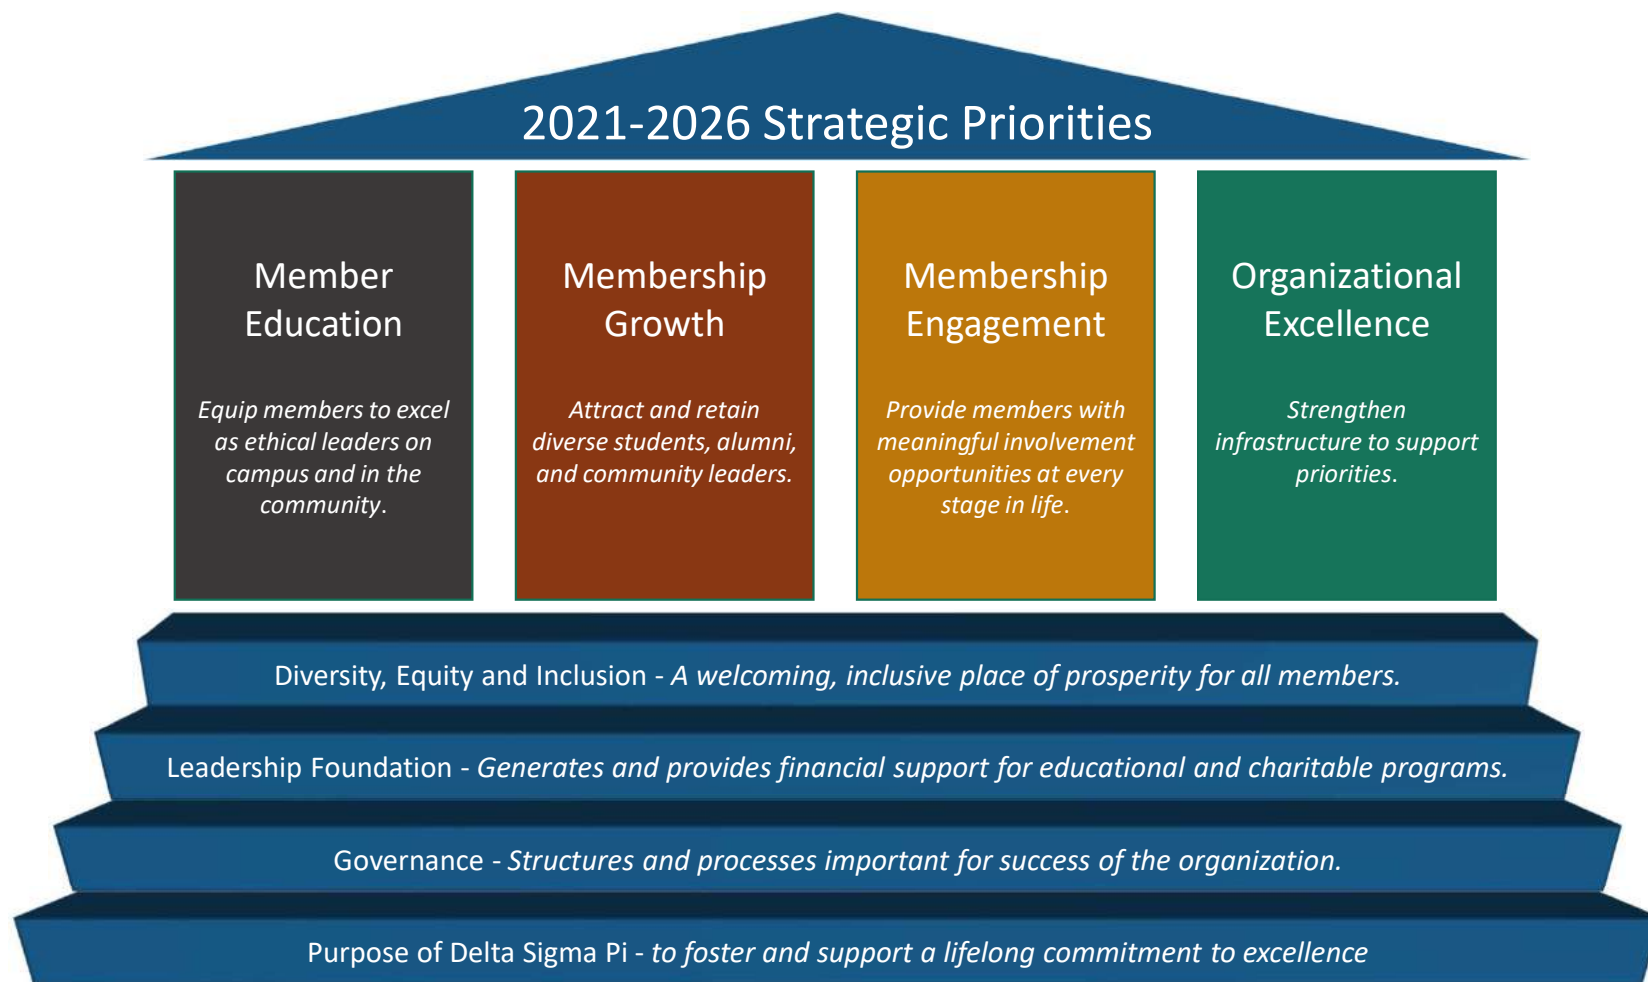 2021-2026 Strategic Priorities
Member
Education
Equip members to excel
as ethical leaders on
campus and in the
community.
Membership
Growth
Attract and retain
diverse students, alumni,
and community leaders.
Membership
Engagement
Provide members with
meaningful involvement
opportunities at every
stage in life.
Organizational
Excellence
Strengthen
infrastructure to support
priorities.
Diversity, Equity and Inclusion - A welcoming, inclusive place of prosperity for all members.
Leadership Foundation - Generates and provides financial support for educational and charitable programs.
Governance - Structures and processes important for success of the organization.
Purpose of Delta Sigma Pi - to foster and support a lifelong commitment to excellence